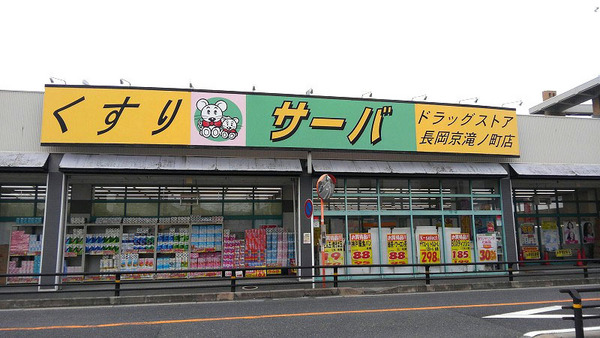 くすり
サーバ
ドラッグストア
長岡京滝ノ町店
88
88
298
185
30%